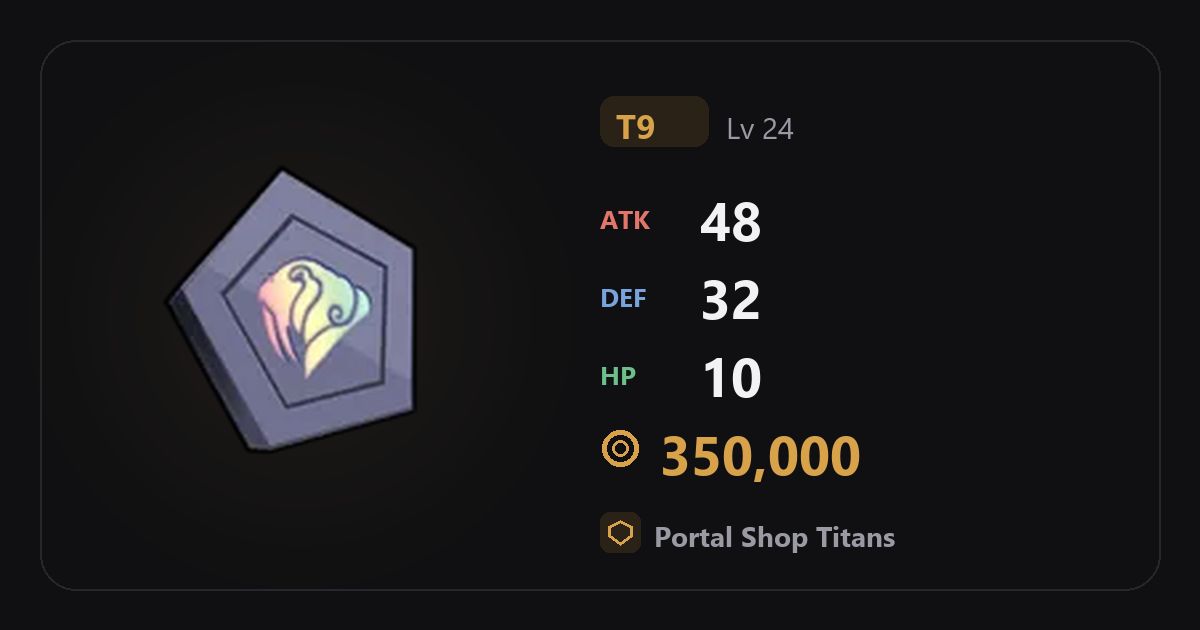 T9 Lv 24
ATK 48
DEF 32
HP 10
350,000
Portal Shop Titans